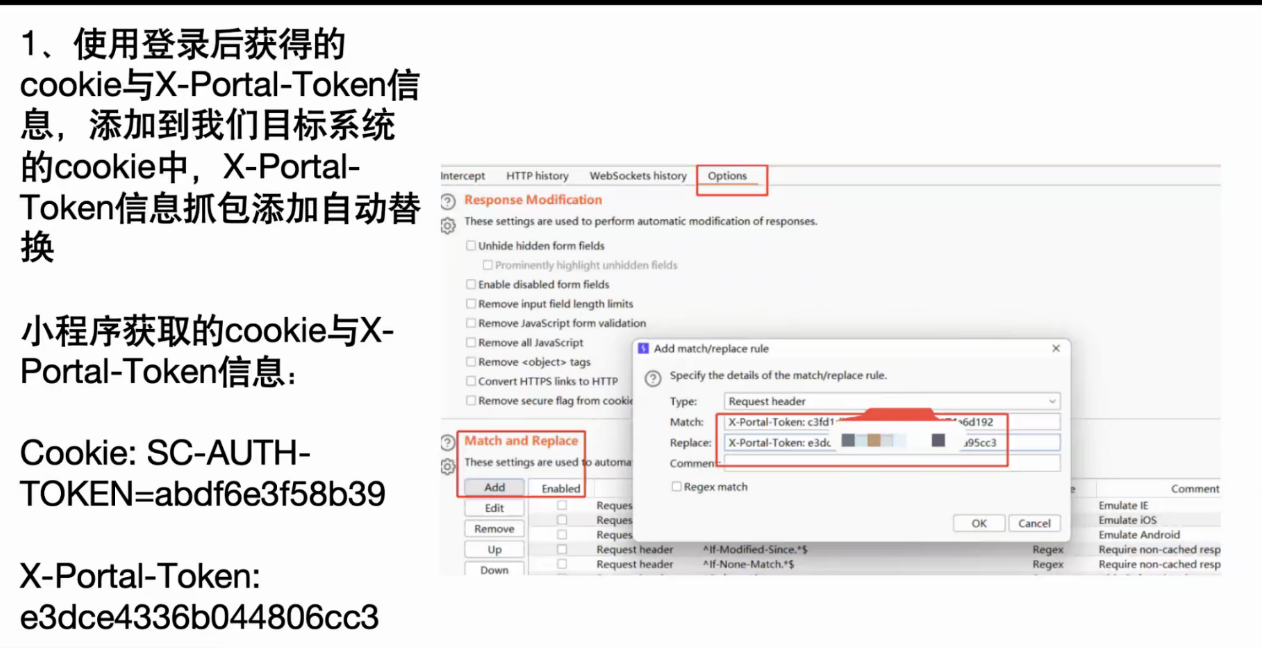 1、使用登录后获得的
cookie与X-Portal-Token信
息，添加到我们目标系统
的cookie中，X-Portal-
Token信息抓包添加自动替
换
小程序获取的cookie与X-
Portal-Token信息：
Cookie: SC-AUTH-
TOKEN=abdf6e3f58b39
X-Portal-Token:
e3dce4336b044806cc3
Intercept HTTP history WebSockets history Options
Response Modification
These settings are used to perform automatic modification of responses.
Unhide hidden form fields
Prominently highlight unhidden fields
Enable disabled form fields
Remove input field length limits
Remove JavaScript form validation
Remove all JavaScript
Remove <object> tags
Convert HTTPS links to HTTP
Remove secure flag from cookie
Add match/replace rule
Specify the details of the match/replace rule.
Type: Request header
Match: X-Portal-Token: c3fd1 6d192
Replace: X-Portal-Token: e3dc a95cc3
Comment:
Regex match
OK Cancel
Match and Replace
These settings are used to automa
Add Enabled Comment
Edit Reques Emulate IE
Reques Emulate iOS
Remove Reques Emulate Android
Up Request header ^If-Modified-Since.*$ Regex Require non-cached resp
Request header ^If-None-Match.*$ Regex Require non-cached resp
Down